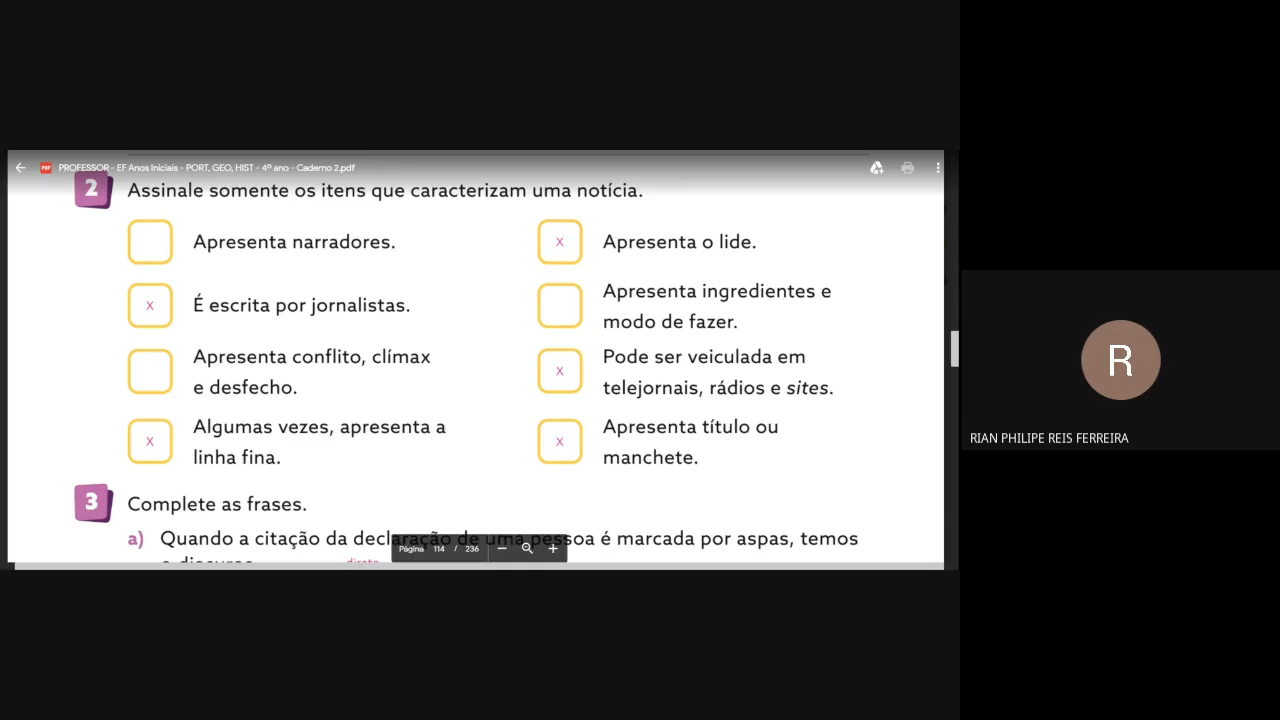 PROFESSOR - EF Anos Iniciais - PORT, GEO, HIST - 4º ano - Caderno 2.pdf
2 Assinale somente os itens que caracterizam uma notícia.
Apresenta narradores.
x Apresenta o lide.
x É escrita por jornalistas.
Apresenta ingredientes e
modo de fazer.
Apresenta conflito, clímax
e desfecho.
x Pode ser veiculada em
telejornais, rádios e sites.
x Algumas vezes, apresenta a
linha fina.
x Apresenta título ou
manchete.
3 Complete as frases.
a) Quando a citação da declaração de uma pessoa é marcada por aspas, temos
o discurso direto
Página 114 / 236
R
RIAN PHILIPE REIS FERREIRA